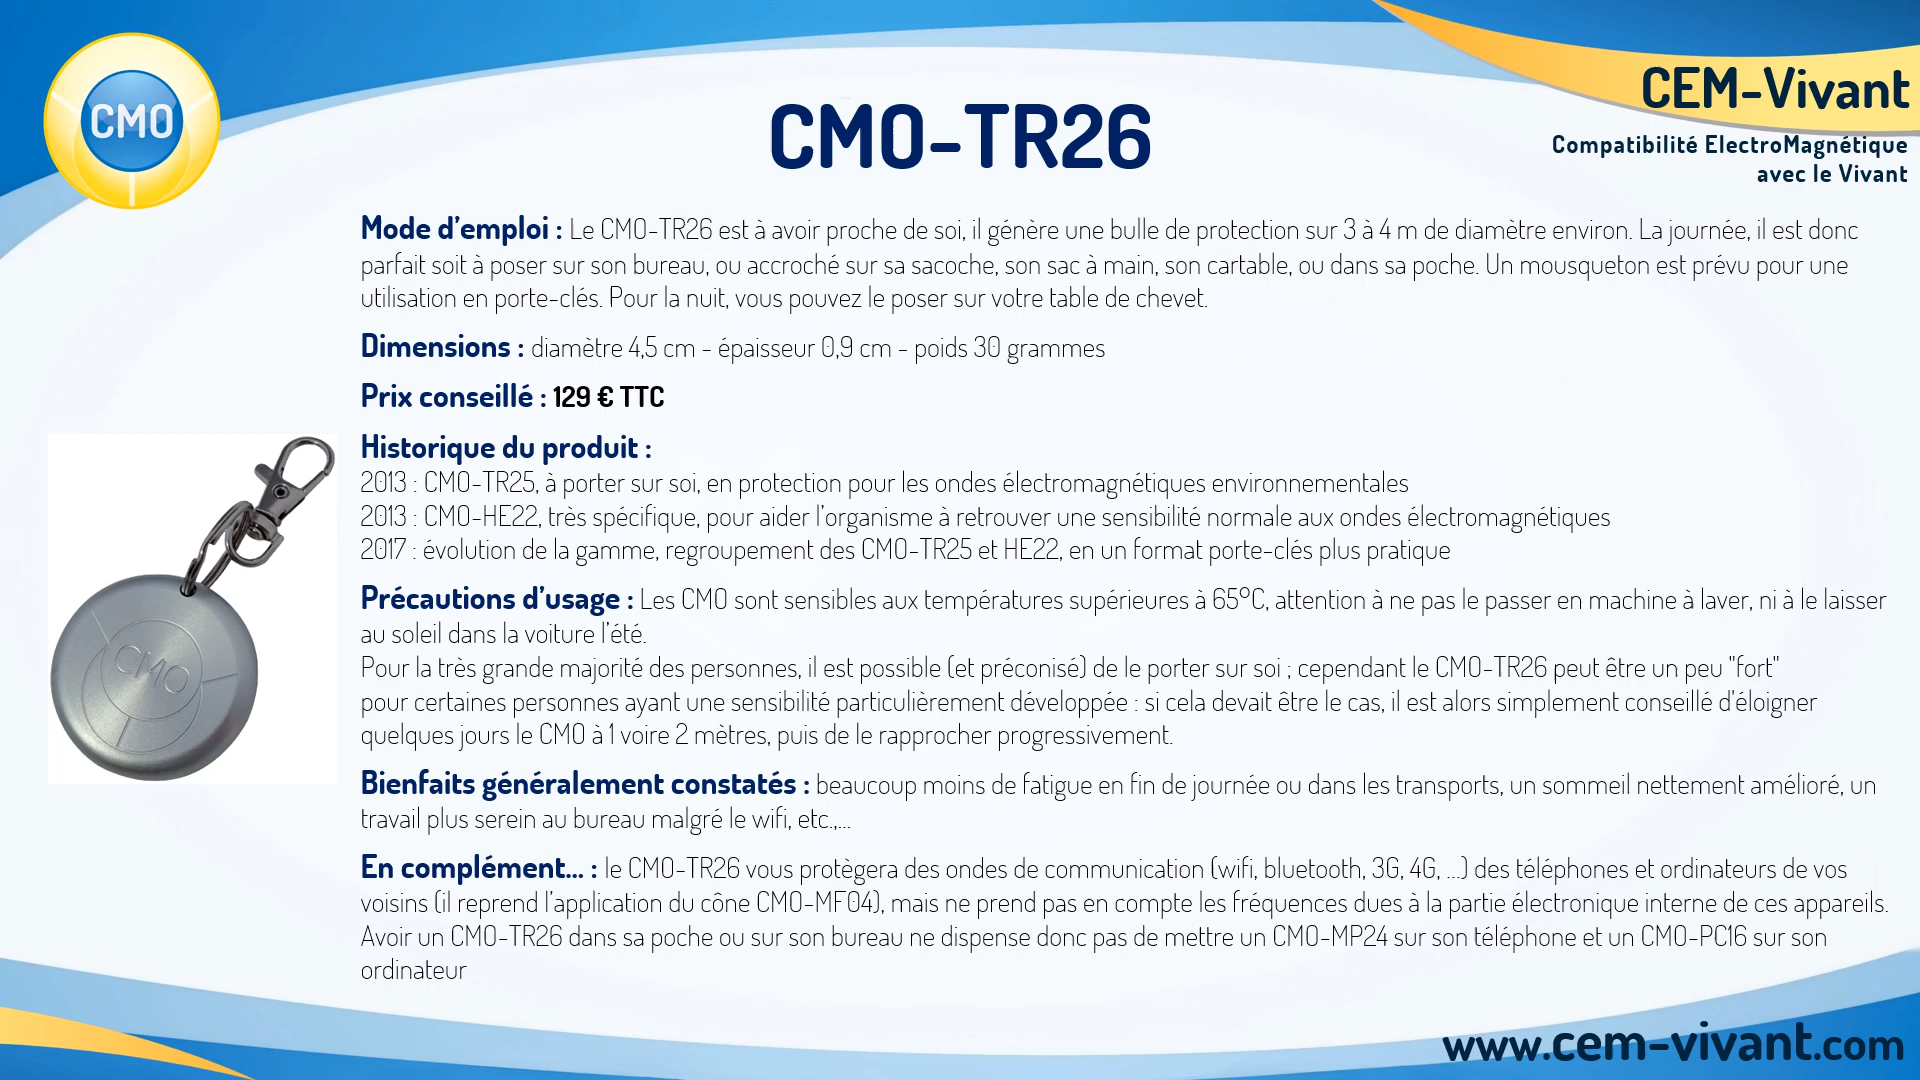 CMO
CEM-Vivant
Compatibilité ElectroMagnétique
avec le Vivant
CMO-TR26
Mode d’emploi : Le CMO-TR26 est à avoir proche de soi, il génère une bulle de protection sur 3 à 4 m de diamètre environ. La journée, il est donc
parfait soit à poser sur son bureau, ou accroché sur sa sacoche, son sac à main, son cartable, ou dans sa poche. Un mousqueton est prévu pour une
utilisation en porte-clés. Pour la nuit, vous pouvez le poser sur votre table de chevet.
Dimensions : diamètre 4,5 cm - épaisseur 0,9 cm - poids 30 grammes
Prix conseillé : 129 € TTC
Historique du produit :
2013 : CMO-TR25, à porter sur soi, en protection pour les ondes électromagnétiques environnementales
2013 : CMO-HE22, très spécifique, pour aider l’organisme à retrouver une sensibilité normale aux ondes électromagnétiques
2017 : évolution de la gamme, regroupement des CMO-TR25 et HE22, en un format porte-clés plus pratique
Précautions d’usage : Les CMO sont sensibles aux températures supérieures à 65°C, attention à ne pas le passer en machine à laver, ni à le laisser
au soleil dans la voiture l’été.
Pour la très grande majorité des personnes, il est possible (et préconisé) de le porter sur soi ; cependant le CMO-TR26 peut être un peu "fort"
pour certaines personnes ayant une sensibilité particulièrement développée : si cela devait être le cas, il est alors simplement conseillé d'éloigner
quelques jours le CMO à 1 voire 2 mètres, puis de le rapprocher progressivement.
Bienfaits généralement constatés : beaucoup moins de fatigue en fin de journée ou dans les transports, un sommeil nettement amélioré, un
travail plus serein au bureau malgré le wifi, etc.,...
En complément... : le CMO-TR26 vous protègera des ondes de communication (wifi, bluetooth, 3G, 4G, ...) des téléphones et ordinateurs de vos
voisins (il reprend l’application du cône CMO-MF04), mais ne prend pas en compte les fréquences dues à la partie électronique interne de ces appareils.
Avoir un CMO-TR26 dans sa poche ou sur son bureau ne dispense donc pas de mettre un CMO-MP24 sur son téléphone et un CMO-PC16 sur son
ordinateur
CMO
www.cem-vivant.com